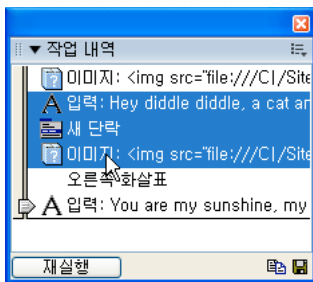 ▼ 작업 내역
이미지: <img src="file:///C|/Site
입력: Hey diddle diddle, a cat an
새 단락
이미지: <img src="file:///C|/Site
오른쪽 화살표
입력: You are my sunshine, my
재실행